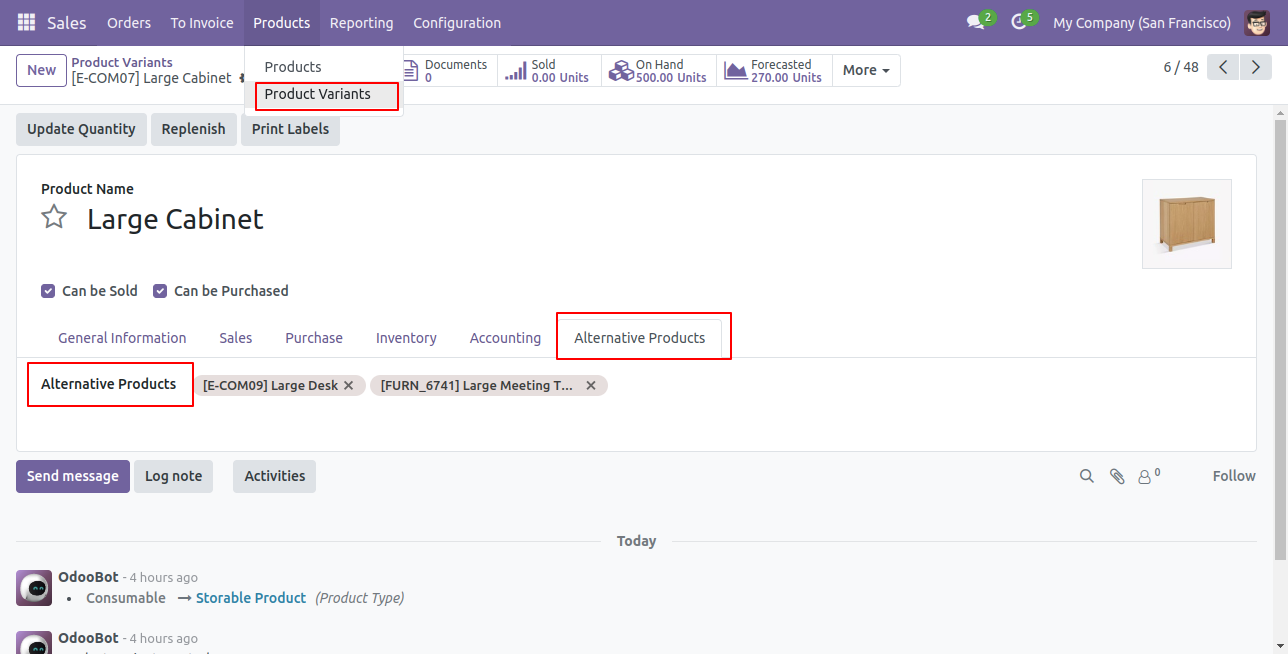 Sales Orders To Invoice Products Reporting Configuration 2 5 My Company (San Francisco)
New
Product Variants
[E-COM07] Large Cabinet
Products
Product Variants
Documents
0
Sold
0.00 Units
On Hand
500.00 Units
Forecasted
270.00 Units
More
6 / 48
Update Quantity Replenish Print Labels
Product Name
Large Cabinet
Can be Sold Can be Purchased
General Information Sales Purchase Inventory Accounting Alternative Products
Alternative Products [E-COM09] Large Desk [FURN_6741] Large Meeting T...
Send message Log note Activities 0 Follow
Today
OdooBot - 4 hours ago
• Consumable → Storable Product (Product Type)
OdooBot - 4 hours ago